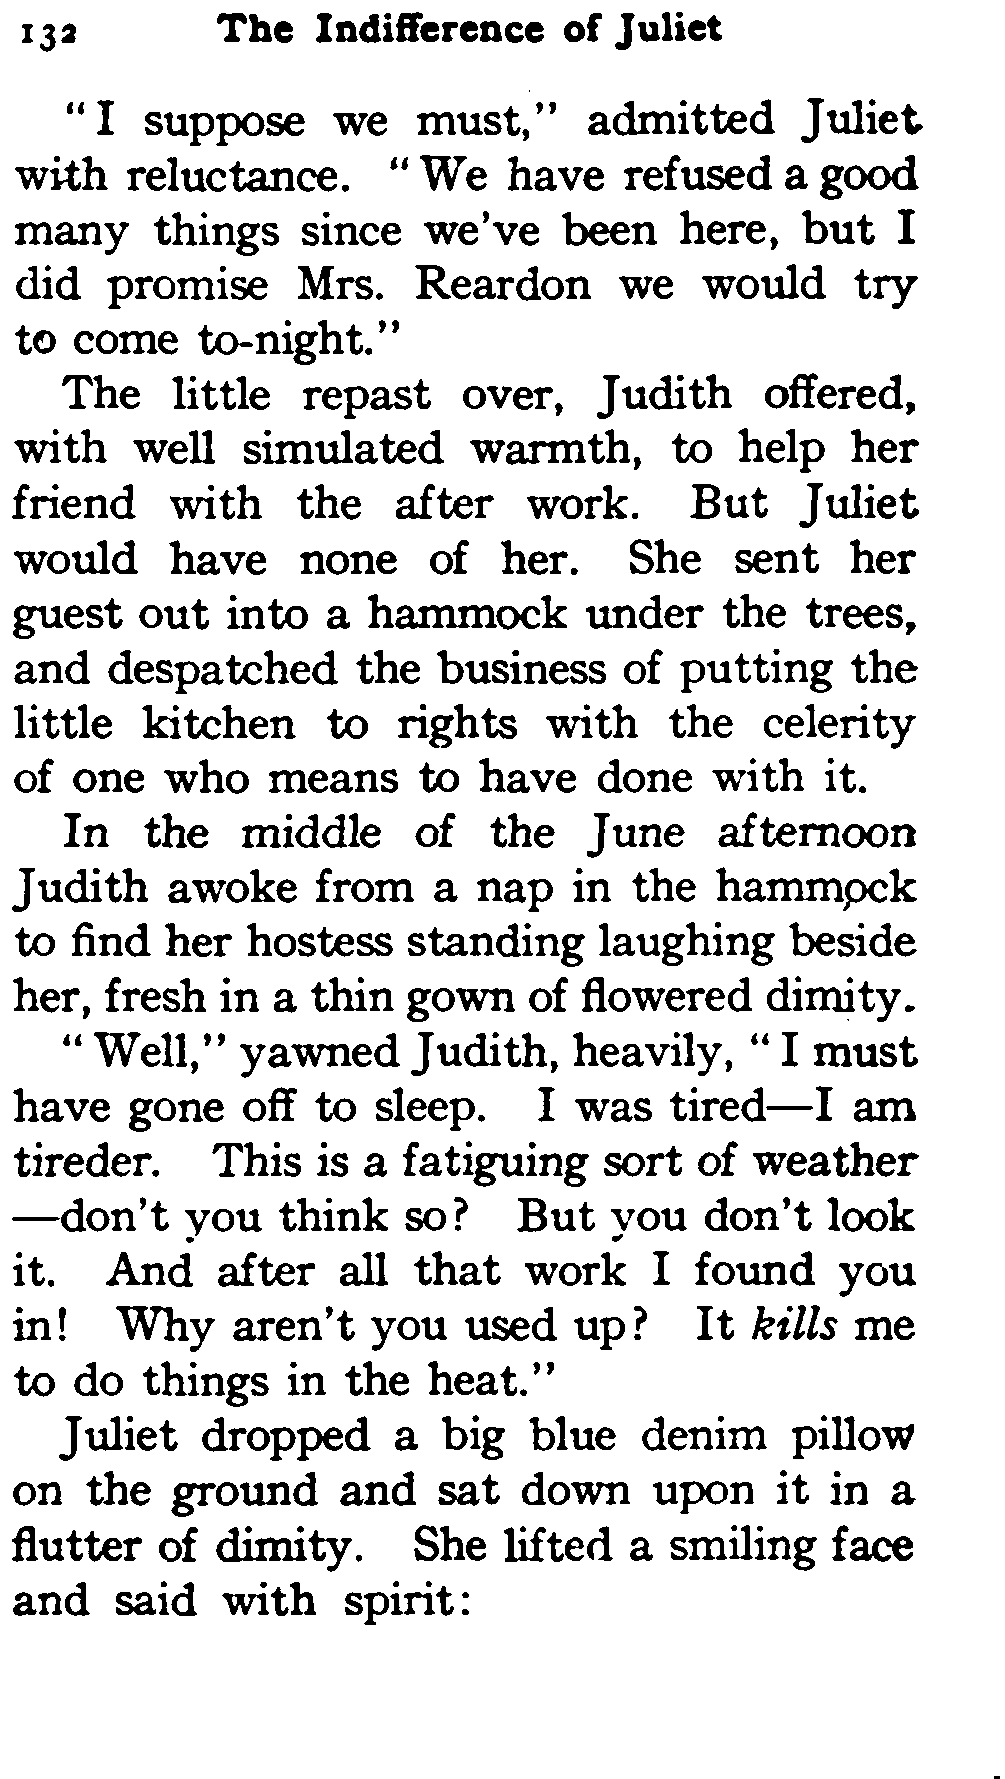 132 The Indifference of Juliet
"I suppose we must," admitted Juliet
with reluctance. "We have refused a good
many things since we've been here, but I
did promise Mrs. Reardon we would try
to come to-night."
The little repast over, Judith offered,
with well simulated warmth, to help her
friend with the after work. But Juliet
would have none of her. She sent her
guest out into a hammock under the trees,
and despatched the business of putting the
little kitchen to rights with the celerity
of one who means to have done with it.
In the middle of the June afternoon
Judith awoke from a nap in the hammock
to find her hostess standing laughing beside
her, fresh in a thin gown of flowered dimity.
"Well," yawned Judith, heavily, "I must
have gone off to sleep. I was tired—I am
tireder. This is a fatiguing sort of weather
—don't you think so? But you don't look
it. And after all that work I found you
in! Why aren't you used up? It kills me
to do things in the heat."
Juliet dropped a big blue denim pillow
on the ground and sat down upon it in a
flutter of dimity. She lifted a smiling face
and said with spirit: